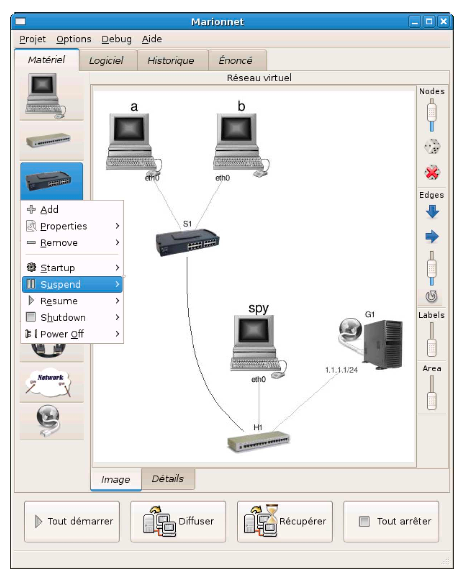 Marionnet
Projet Options Debug Aide
Matériel Logiciel Historique Énoncé
Réseau virtuel
Nodes
a b
eth0 eth0
S1
Add
Properties
Remove
Startup
Suspend
Resume
Shutdown
Power Off
Edges
Labels
Area
spy
eth0
G1
1.1.1.1/24
H1
Network
Image Détails
Tout démarrer Diffuser Récupérer Tout arrêter